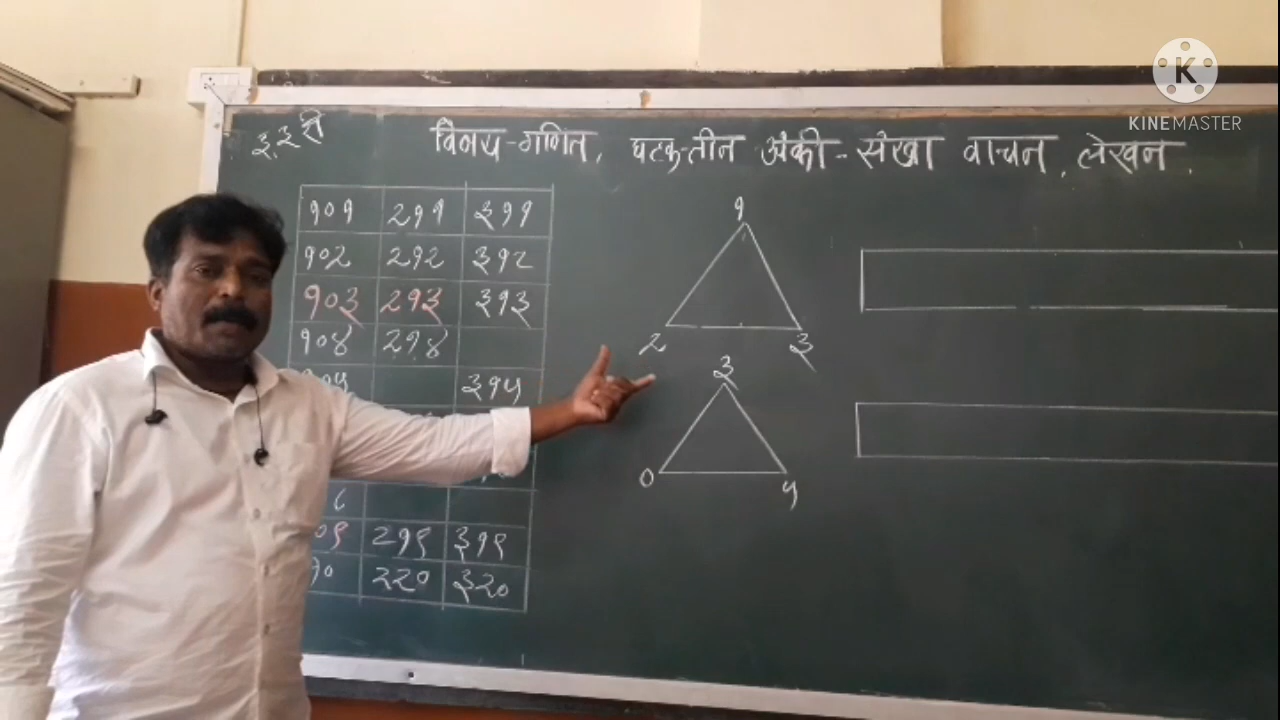 इ.२री
विषय-गणित. घटक-तीन अंकी-संख्या वाचन, लेखन.
१०१ २११ ३११
१०२ २१२ ३१२
१०३ २१३ ३१३
१०४ २१४
३१५
२१९ ३१९
२२० ३२०
१
२ ३
३
० ५
KINEMASTER